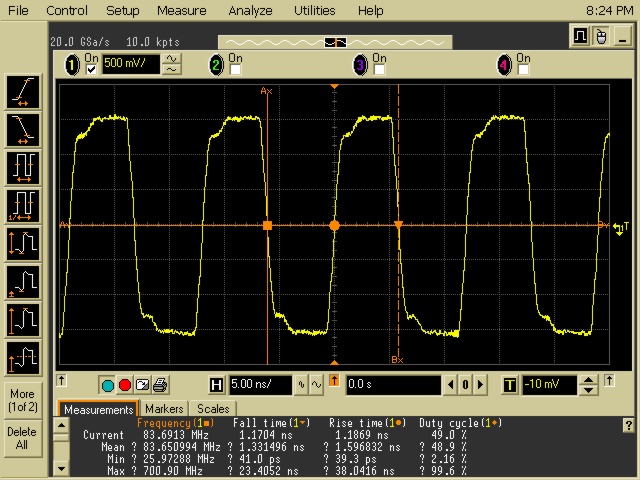 File Control Setup Measure Analyze Utilities Help 8:24 PM
20.0 GSa/s 10.0 kpts
1 On 500 mV/ 2 On 3 On 4 On
Ax
Ay By
T
Bx
More
(1of 2)
Delete
All
H 5.00 ns/ 0.0 s 0 T -10 mV
Measurements Markers Scales
Frequency(1■) Fall time(1▾) Rise time(1●) Duty cycle(1♦)
Current 83.6913 MHz 1.1704 ns 1.1869 ns 49.0 %
Mean ? 83.650994 MHz ? 1.331496 ns ? 1.596832 ns ? 48.9 %
Min ? 25.97288 MHz ? 41.0 ps ? 39.3 ps ? 2.16 %
Max ? 700.90 MHz ? 23.4052 ns ? 38.0416 ns ? 99.6 %
?